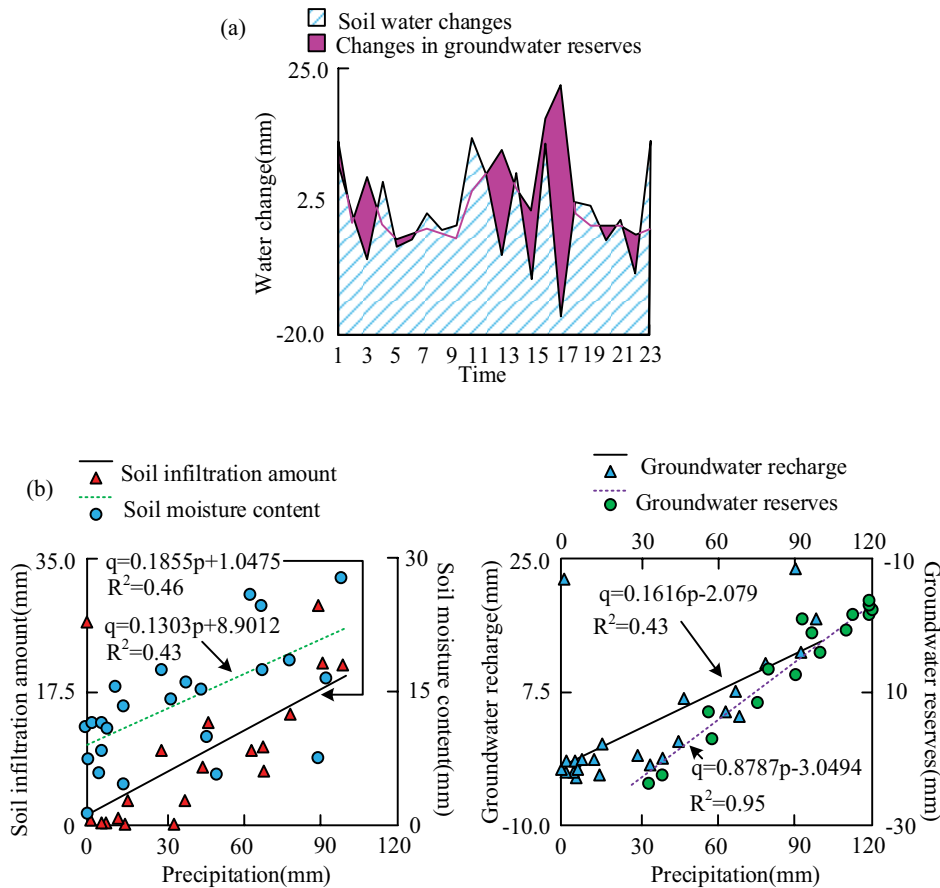 (a)
Soil water changes
Changes in groundwater reserves
25.0
2.5
-20.0
Water change(mm)
1 3 5 7 9 11 13 15 17 19 21 23
Time
(b)
Soil infiltration amount
Soil moisture content
35.0
17.5
0
Soil infiltration amount(mm)
q=0.1855p+1.0475
R²=0.46
q=0.1303p+8.9012
R²=0.43
30
15
0
Soil moisture content(mm)
0 30 60 90 120
Precipitation(mm)
Groundwater recharge
Groundwater reserves
0 30 60 90 120
25.0
7.5
-10.0
Groundwater recharge(mm)
q=0.1616p-2.079
R²=0.43
q=0.8787p-3.0494
R²=0.95
-10
10
-30
Groundwater reserves(mm)
0 30 60 90 120
Precipitation(mm)